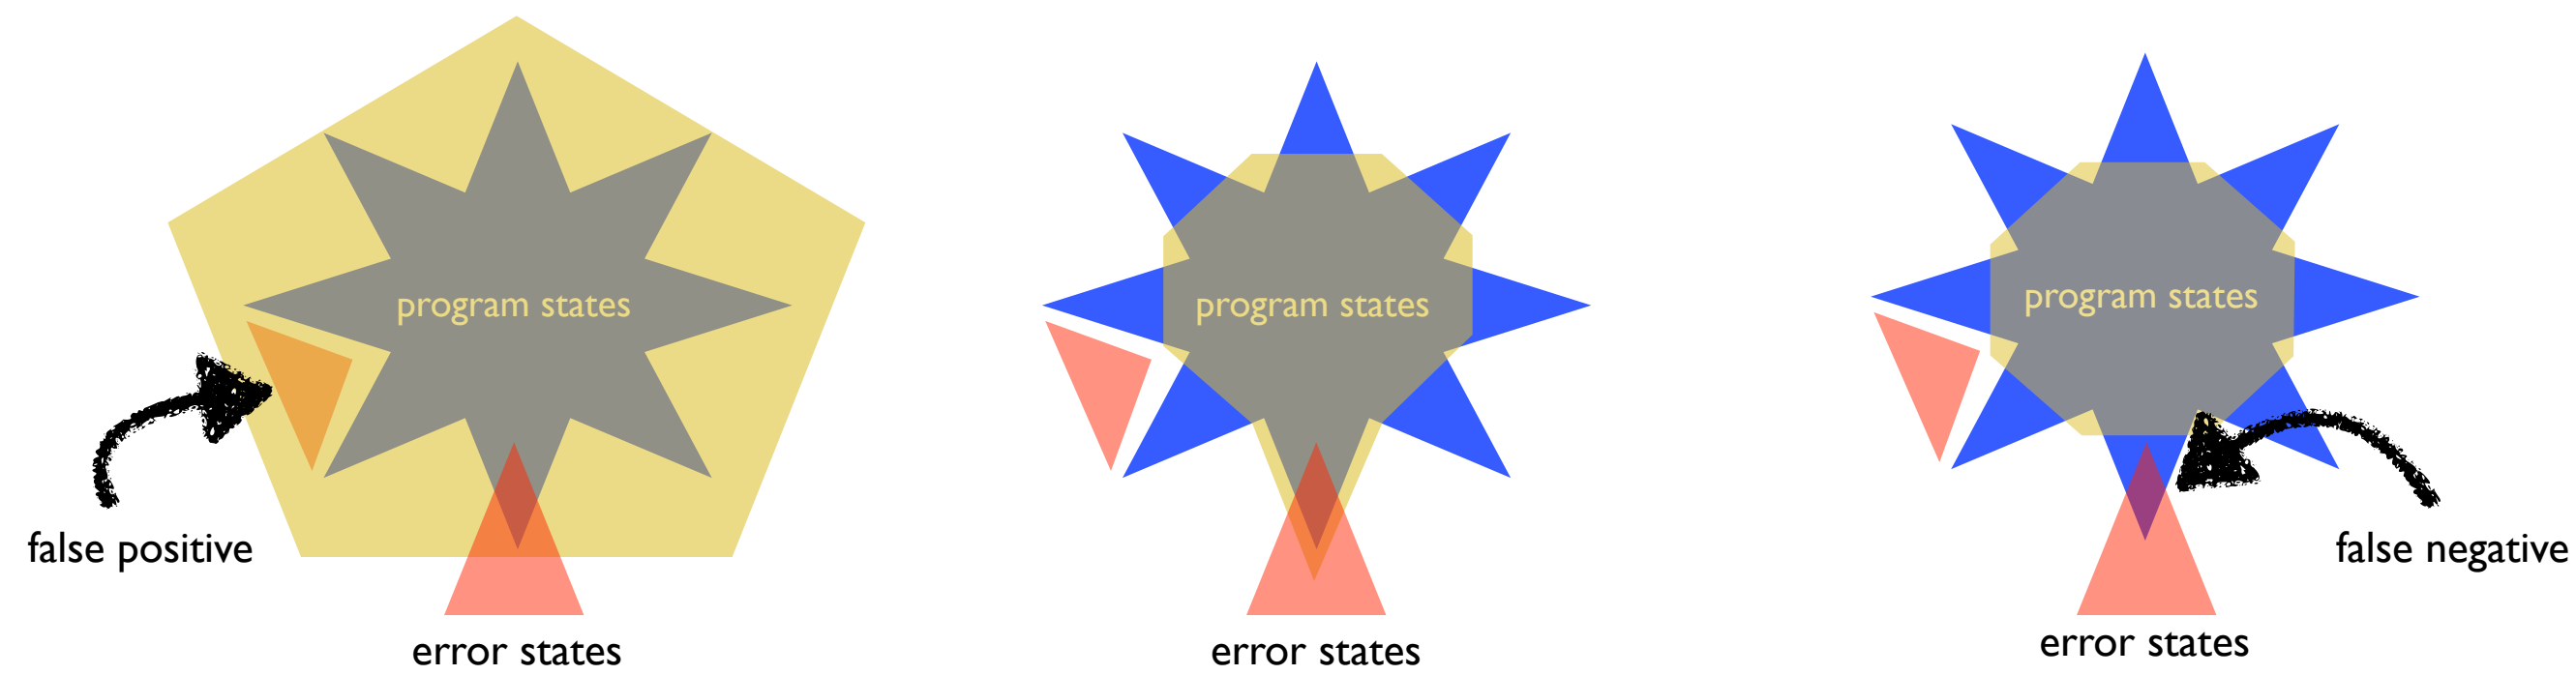 program states
program states
program states
false positive
false negative
error states
error states
error states